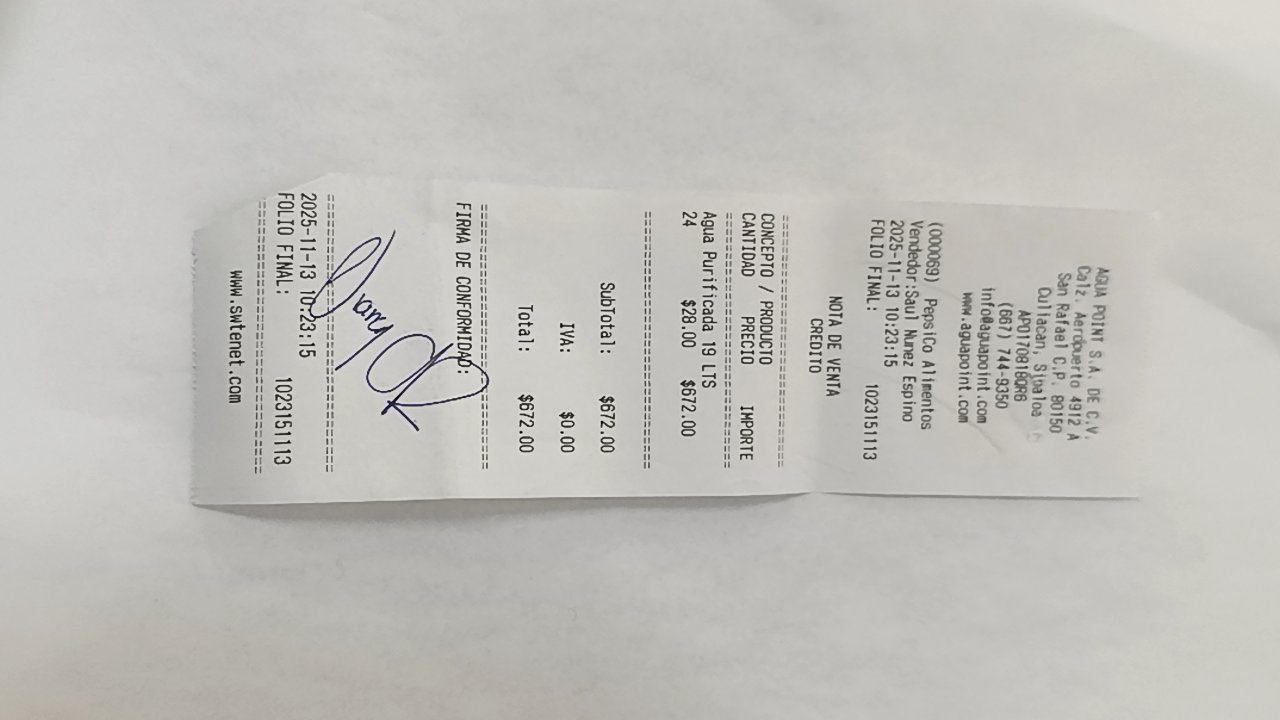 AGUA POINT S.A. DE C.V.
Calz. Aeropuerto 4912 A
San Rafael C.P. 80150
Culiacan, Sinaloa
APO170818QR6
(667) 744-9350
info@aguapoint.com
www.aguapoint.com
(000069) PepsiCo Alimentos
Vendedor:Saul Nunez Espino
2025-11-13 10:23:15
FOLIO FINAL: 1023151113
NOTA DE VENTA
CREDITO
==============================
CONCEPTO / PRODUCTO
CANTIDAD PRECIO IMPORTE
==============================
Agua Purificada 19 LTS
24 $28.00 $672.00
==============================
SubTotal: $672.00
IVA: $0.00
Total: $672.00
==============================
FIRMA DE CONFORMIDAD:
==============================
2025-11-13 10:23:15
FOLIO FINAL: 1023151113
==============================
www.swtenet.com